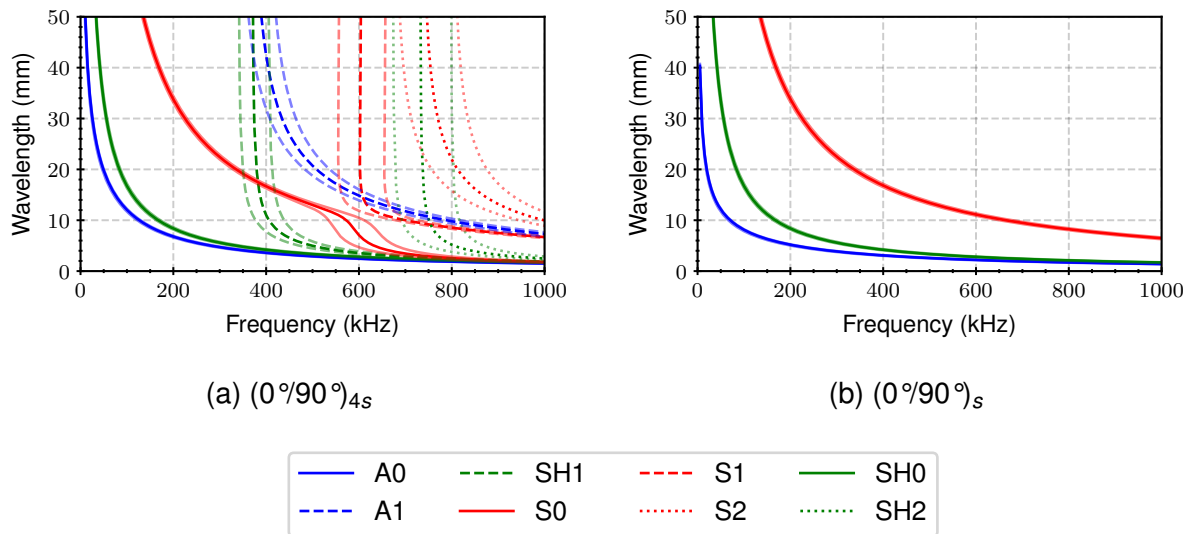 50
40
30
20
10
0
Wavelength (mm)
0 200 400 600 800 1000
Frequency (kHz)
(a) (0°/90°)4s
50
40
30
20
10
0
Wavelength (mm)
0 200 400 600 800 1000
Frequency (kHz)
(b) (0°/90°)s
A0 SH1 S1 SH0
A1 S0 S2 SH2